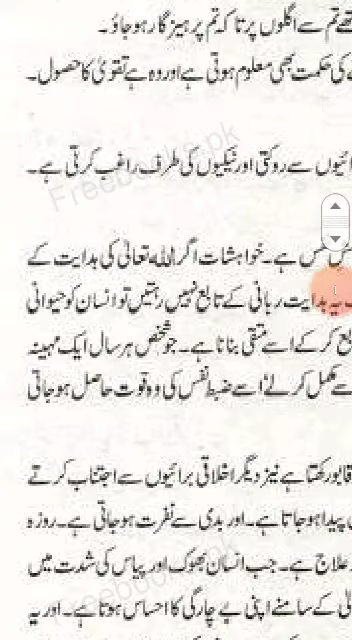 تھے تم سے اگلوں پر تا کہ تم پرہیزگار ہو جاؤ۔
کی حکمت بھی معلوم ہوتی ہے اور وہ ہے تقویٰ کا حصول۔
سے روکتی اور نیکیوں کی طرف راغب کرتی ہے۔
ہے۔ خواہشات اگر اللہ تعالیٰ کی ہدایت کے
یہ ہدایت ربانی کے تابع نہیں رہتیں تو انسان کو حیوانی
کر کے اسے متقی بنانا ہے۔ جو شخص ہر سال ایک مہینہ
سے مکمل کر لے اسے ضبط نفس کی وہ قوت حاصل ہو جاتی
قابو رکھتا ہے نیز دیگر اخلاقی برائیوں سے اجتناب کرتے
پیدا ہو جاتا ہے۔ اور بدی سے نفرت ہو جاتی ہے۔ روزہ
علاج ہے۔ جب انسان بھوک اور پیاس کی شدت میں
کے سامنے اپنی بے چارگی کا احساس ہوتا ہے۔ اور یہ